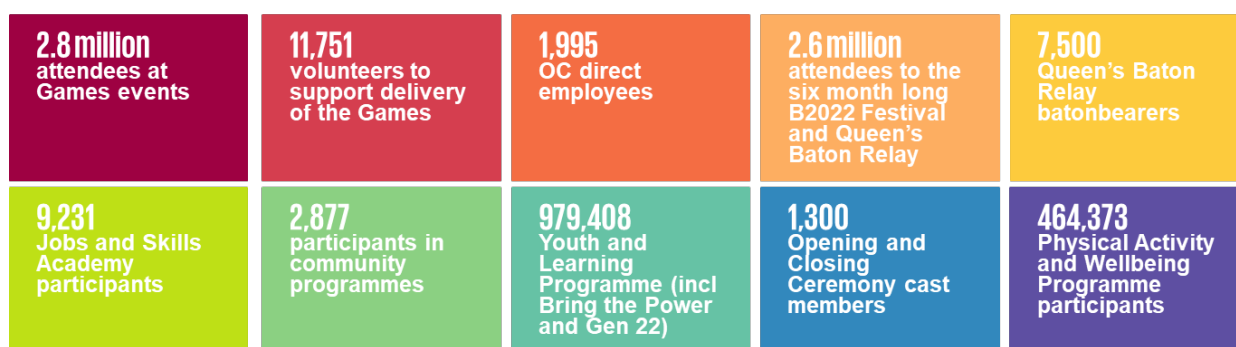 2.8 million
attendees at
Games events
11,751
volunteers to
support delivery
of the Games
1,995
OC direct
employees
2.6 million
attendees to the
six month long
B2022 Festival
and Queen's
Baton Relay
7,500
Queen's Baton
Relay
batonbearers
9,231
Jobs and Skills
Academy
participants
2,877
participants in
community
programmes
979,408
Youth and
Learning
Programme (incl
Bring the Power
and Gen 22)
1,300
Opening and
Closing
Ceremony cast
members
464,373
Physical Activity
and Wellbeing
Programme
participants